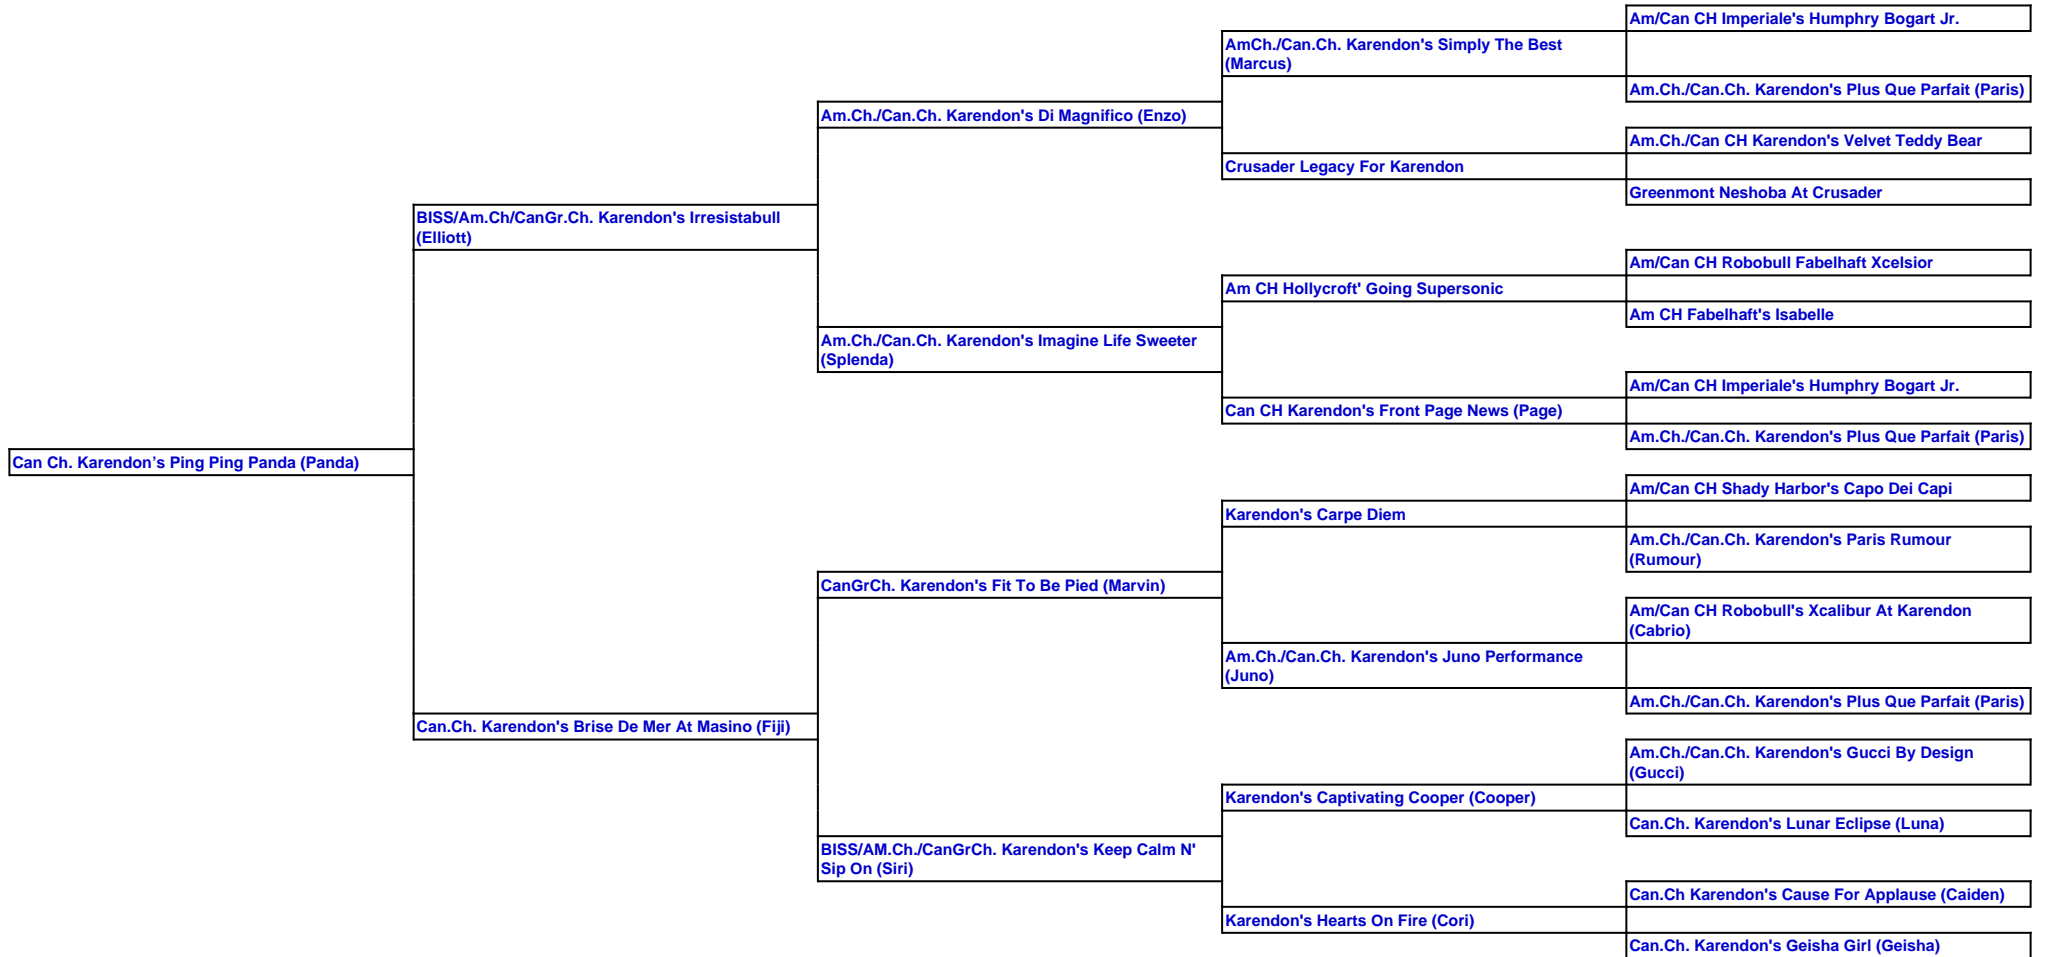 Am/Can CH Imperiale's Humphry Bogart Jr.
AmCh./Can.Ch. Karendon's Simply The Best
(Marcus)
Am.Ch./Can.Ch. Karendon's Plus Que Parfait (Paris)
Am.Ch./Can.Ch. Karendon's Di Magnifico (Enzo)
Am.Ch./Can CH Karendon's Velvet Teddy Bear
Crusader Legacy For Karendon
Greenmont Neshoba At Crusader
BISS/Am.Ch/CanGr.Ch. Karendon's Irresistabull
(Elliott)
Am/Can CH Robobull Fabelhaft Xcelsior
Am CH Hollycroft' Going Supersonic
Am CH Fabelhaft's Isabelle
Am.Ch./Can.Ch. Karendon's Imagine Life Sweeter
(Splenda)
Am/Can CH Imperiale's Humphry Bogart Jr.
Can CH Karendon's Front Page News (Page)
Am.Ch./Can.Ch. Karendon's Plus Que Parfait (Paris)
Can Ch. Karendon’s Ping Ping Panda (Panda)
Am/Can CH Shady Harbor's Capo Dei Capi
Karendon's Carpe Diem
Am.Ch./Can.Ch. Karendon's Paris Rumour
(Rumour)
CanGrCh. Karendon's Fit To Be Pied (Marvin)
Am/Can CH Robobull's Xcalibur At Karendon
(Cabrio)
Am.Ch./Can.Ch. Karendon's Juno Performance
(Juno)
Am.Ch./Can.Ch. Karendon's Plus Que Parfait (Paris)
Can.Ch. Karendon's Brise De Mer At Masino (Fiji)
Am.Ch./Can.Ch. Karendon's Gucci By Design
(Gucci)
Karendon's Captivating Cooper (Cooper)
Can.Ch. Karendon's Lunar Eclipse (Luna)
BISS/AM.Ch./CanGrCh. Karendon's Keep Calm N'
Sip On (Siri)
Can.Ch Karendon's Cause For Applause (Caiden)
Karendon's Hearts On Fire (Cori)
Can.Ch. Karendon's Geisha Girl (Geisha)